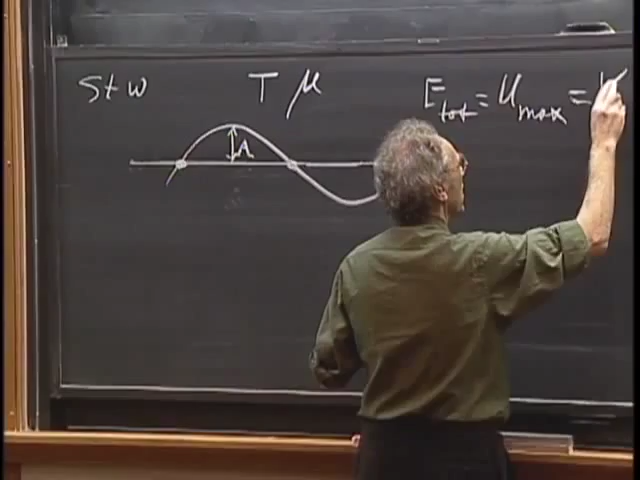 St w
T μ
E_tot = U_max =
A